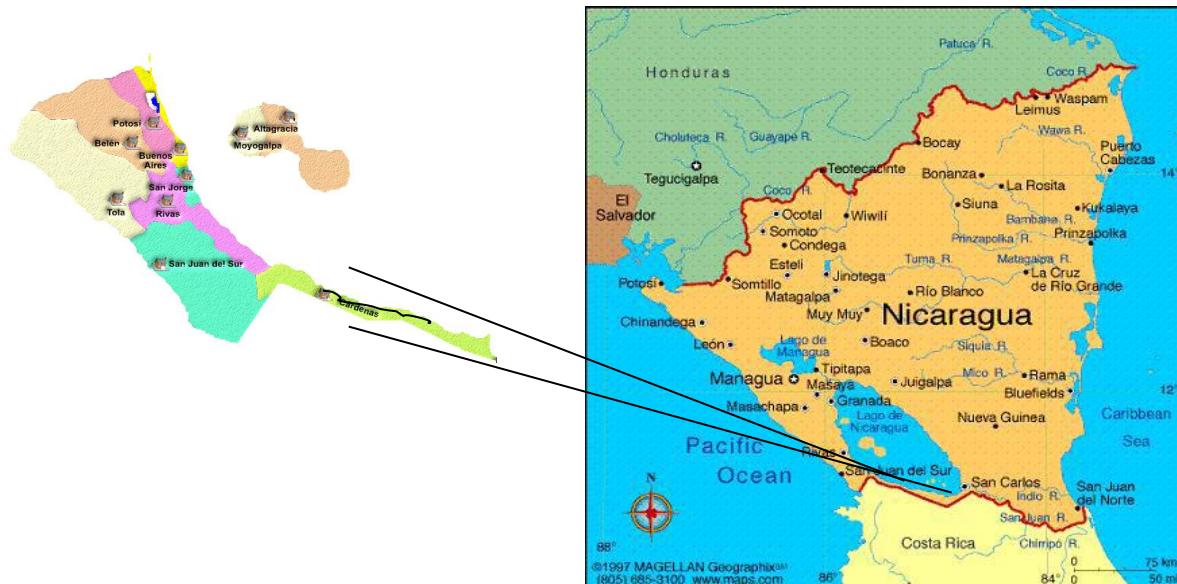 Potosí
Belén
Buenos
Aires
San Jorge
Tola
Rivas
San Juan del Sur
Cárdenas
Altagracia
Moyogalpa
Patuca R.
Honduras
Coco R.
Waspam
Leimus
Choluteca R.
Guayape R.
Wawa R.
Bocay
Puerto
Cabezas
Tegucigalpa
Teotecacinte
Bonanza
14°
La Rosita
Coco R.
El
Salvador
Ocotal
Wiwilí
Siuna
Kukalaya
Bambana R.
Somoto
Condega
Prinzapolka R.
Prinzapolka
Estelí
Tuma R.
Matagalpa R.
Jinotega
La Cruz
de Río Grande
Potosí
Somtillo
Matagalpa
Río Blanco
Muy Muy
Nicaragua
Chinandega
León
Lago de
Managua
Boaco
Siquia R.
Tipitapa
Mico R.
Rama
Managua
Masaya
Juigalpa
Bluefields
12°
Masachapa
Granada
Lago de
Nicaragua
Nueva Guinea
Caribbean
Sea
Pacific
Ocean
Rivas
San Juan del Sur
San Carlos
San Juan
del Norte
Indio R.
N
San Juan R.
Costa Rica
Chirripó R.
88°
86°
84°
0
75 km
0
50 mi
©1997 MAGELLAN Geographix℠
(805) 685-3100 www.maps.com